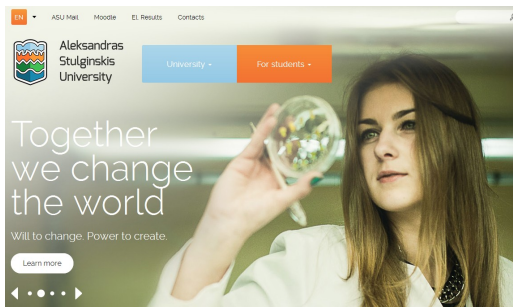 EN ASU Mail Moodle El. Results Contacts
Aleksandras
Stulginskis
University
University For students
Together
we change
the world
Will to change. Power to create.
Learn more